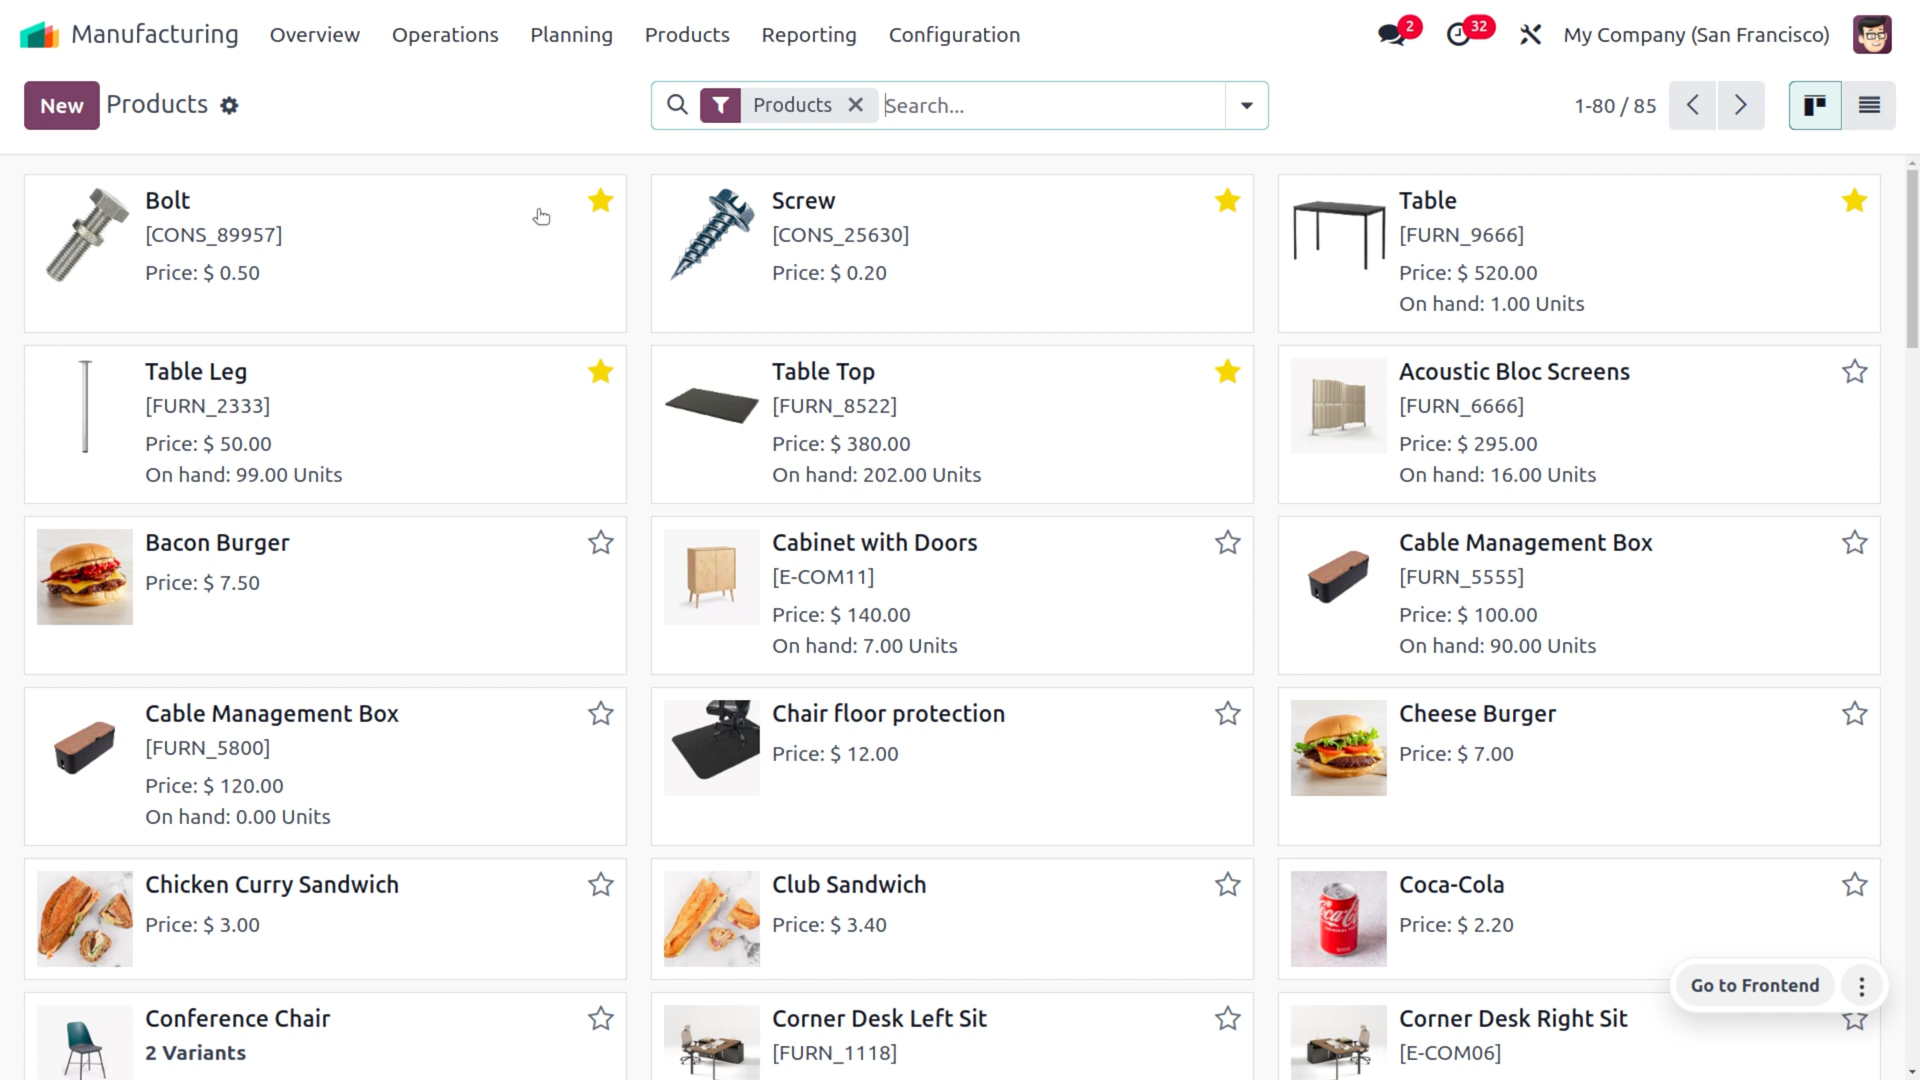 Manufacturing Overview Operations Planning Products Reporting Configuration 2 32 My Company (San Francisco)
New Products Products Search... 1-80 / 85
Bolt
[CONS_89957]
Price: $ 0.50
Screw
[CONS_25630]
Price: $ 0.20
Table
[FURN_9666]
Price: $ 520.00
On hand: 1.00 Units
Table Leg
[FURN_2333]
Price: $ 50.00
On hand: 99.00 Units
Table Top
[FURN_8522]
Price: $ 380.00
On hand: 202.00 Units
Acoustic Bloc Screens
[FURN_6666]
Price: $ 295.00
On hand: 16.00 Units
Bacon Burger
Price: $ 7.50
Cabinet with Doors
[E-COM11]
Price: $ 140.00
On hand: 7.00 Units
Cable Management Box
[FURN_5555]
Price: $ 100.00
On hand: 90.00 Units
Cable Management Box
[FURN_5800]
Price: $ 120.00
On hand: 0.00 Units
Chair floor protection
Price: $ 12.00
Cheese Burger
Price: $ 7.00
Chicken Curry Sandwich
Price: $ 3.00
Club Sandwich
Price: $ 3.40
Coca-Cola
Price: $ 2.20
Coca-Cola
Go to Frontend
Conference Chair
2 Variants
Corner Desk Left Sit
[FURN_1118]
Corner Desk Right Sit
[E-COM06]